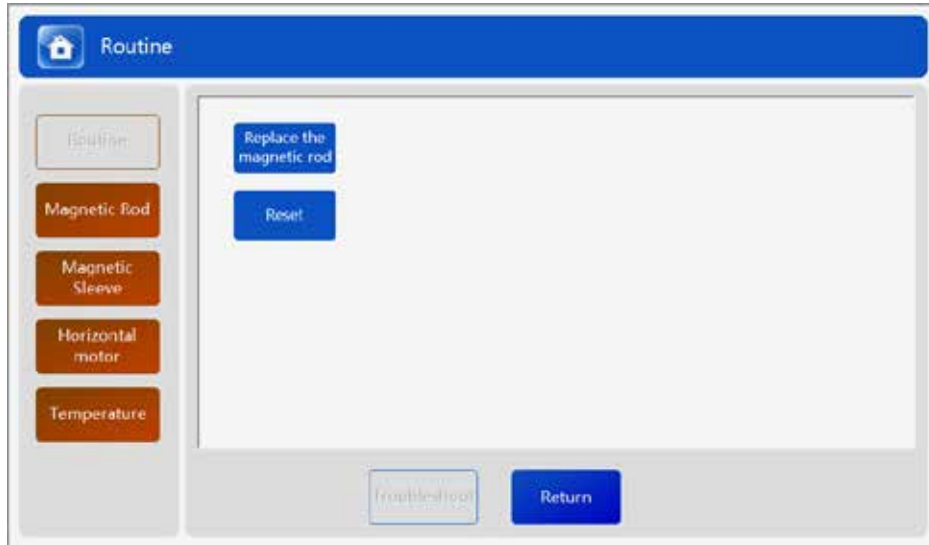 Routine
Routine
Magnetic Rod
Magnetic
Sleeve
Horizontal
motor
Temperature
Replace the
magnetic rod
Reset
Troubleshoot
Return